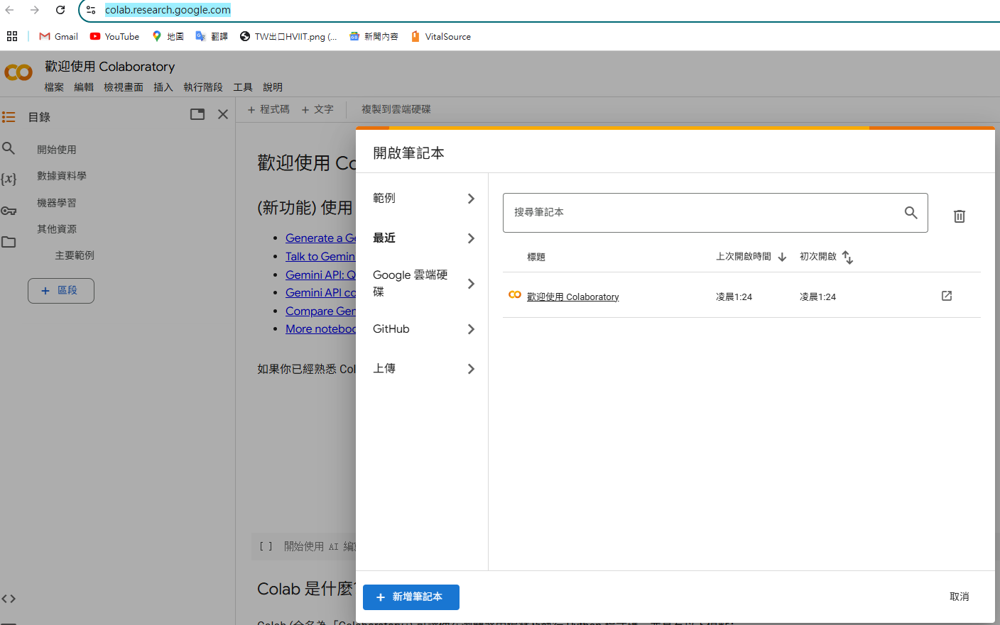 colab.research.google.com
Gmail YouTube 地圖 翻譯 TW出口HVIIT.png (... 新聞內容 VitalSource
歡迎使用 Colaboratory
檔案 編輯 檢視畫面 插入 執行階段 工具 說明
目錄
+ 程式碼 + 文字 複製到雲端硬碟
開始使用
數據資料學
{x}
機器學習
其他資源
主要範例
+ 區段
歡迎使用 Co
(新功能) 使用
Generate a Ge
Talk to Gemin
Gemini API: Q
Gemini API co
Compare Gen
More noteboo
如果你已經熟悉 Col
[ ] 開始使用 AI 編
Colab 是什麼?
開啟筆記本
範例
最近
Google 雲端硬碟
GitHub
上傳
搜尋筆記本
標題 上次開啟時間 初次開啟
歡迎使用 Colaboratory 凌晨1:24 凌晨1:24
+ 新增筆記本
取消